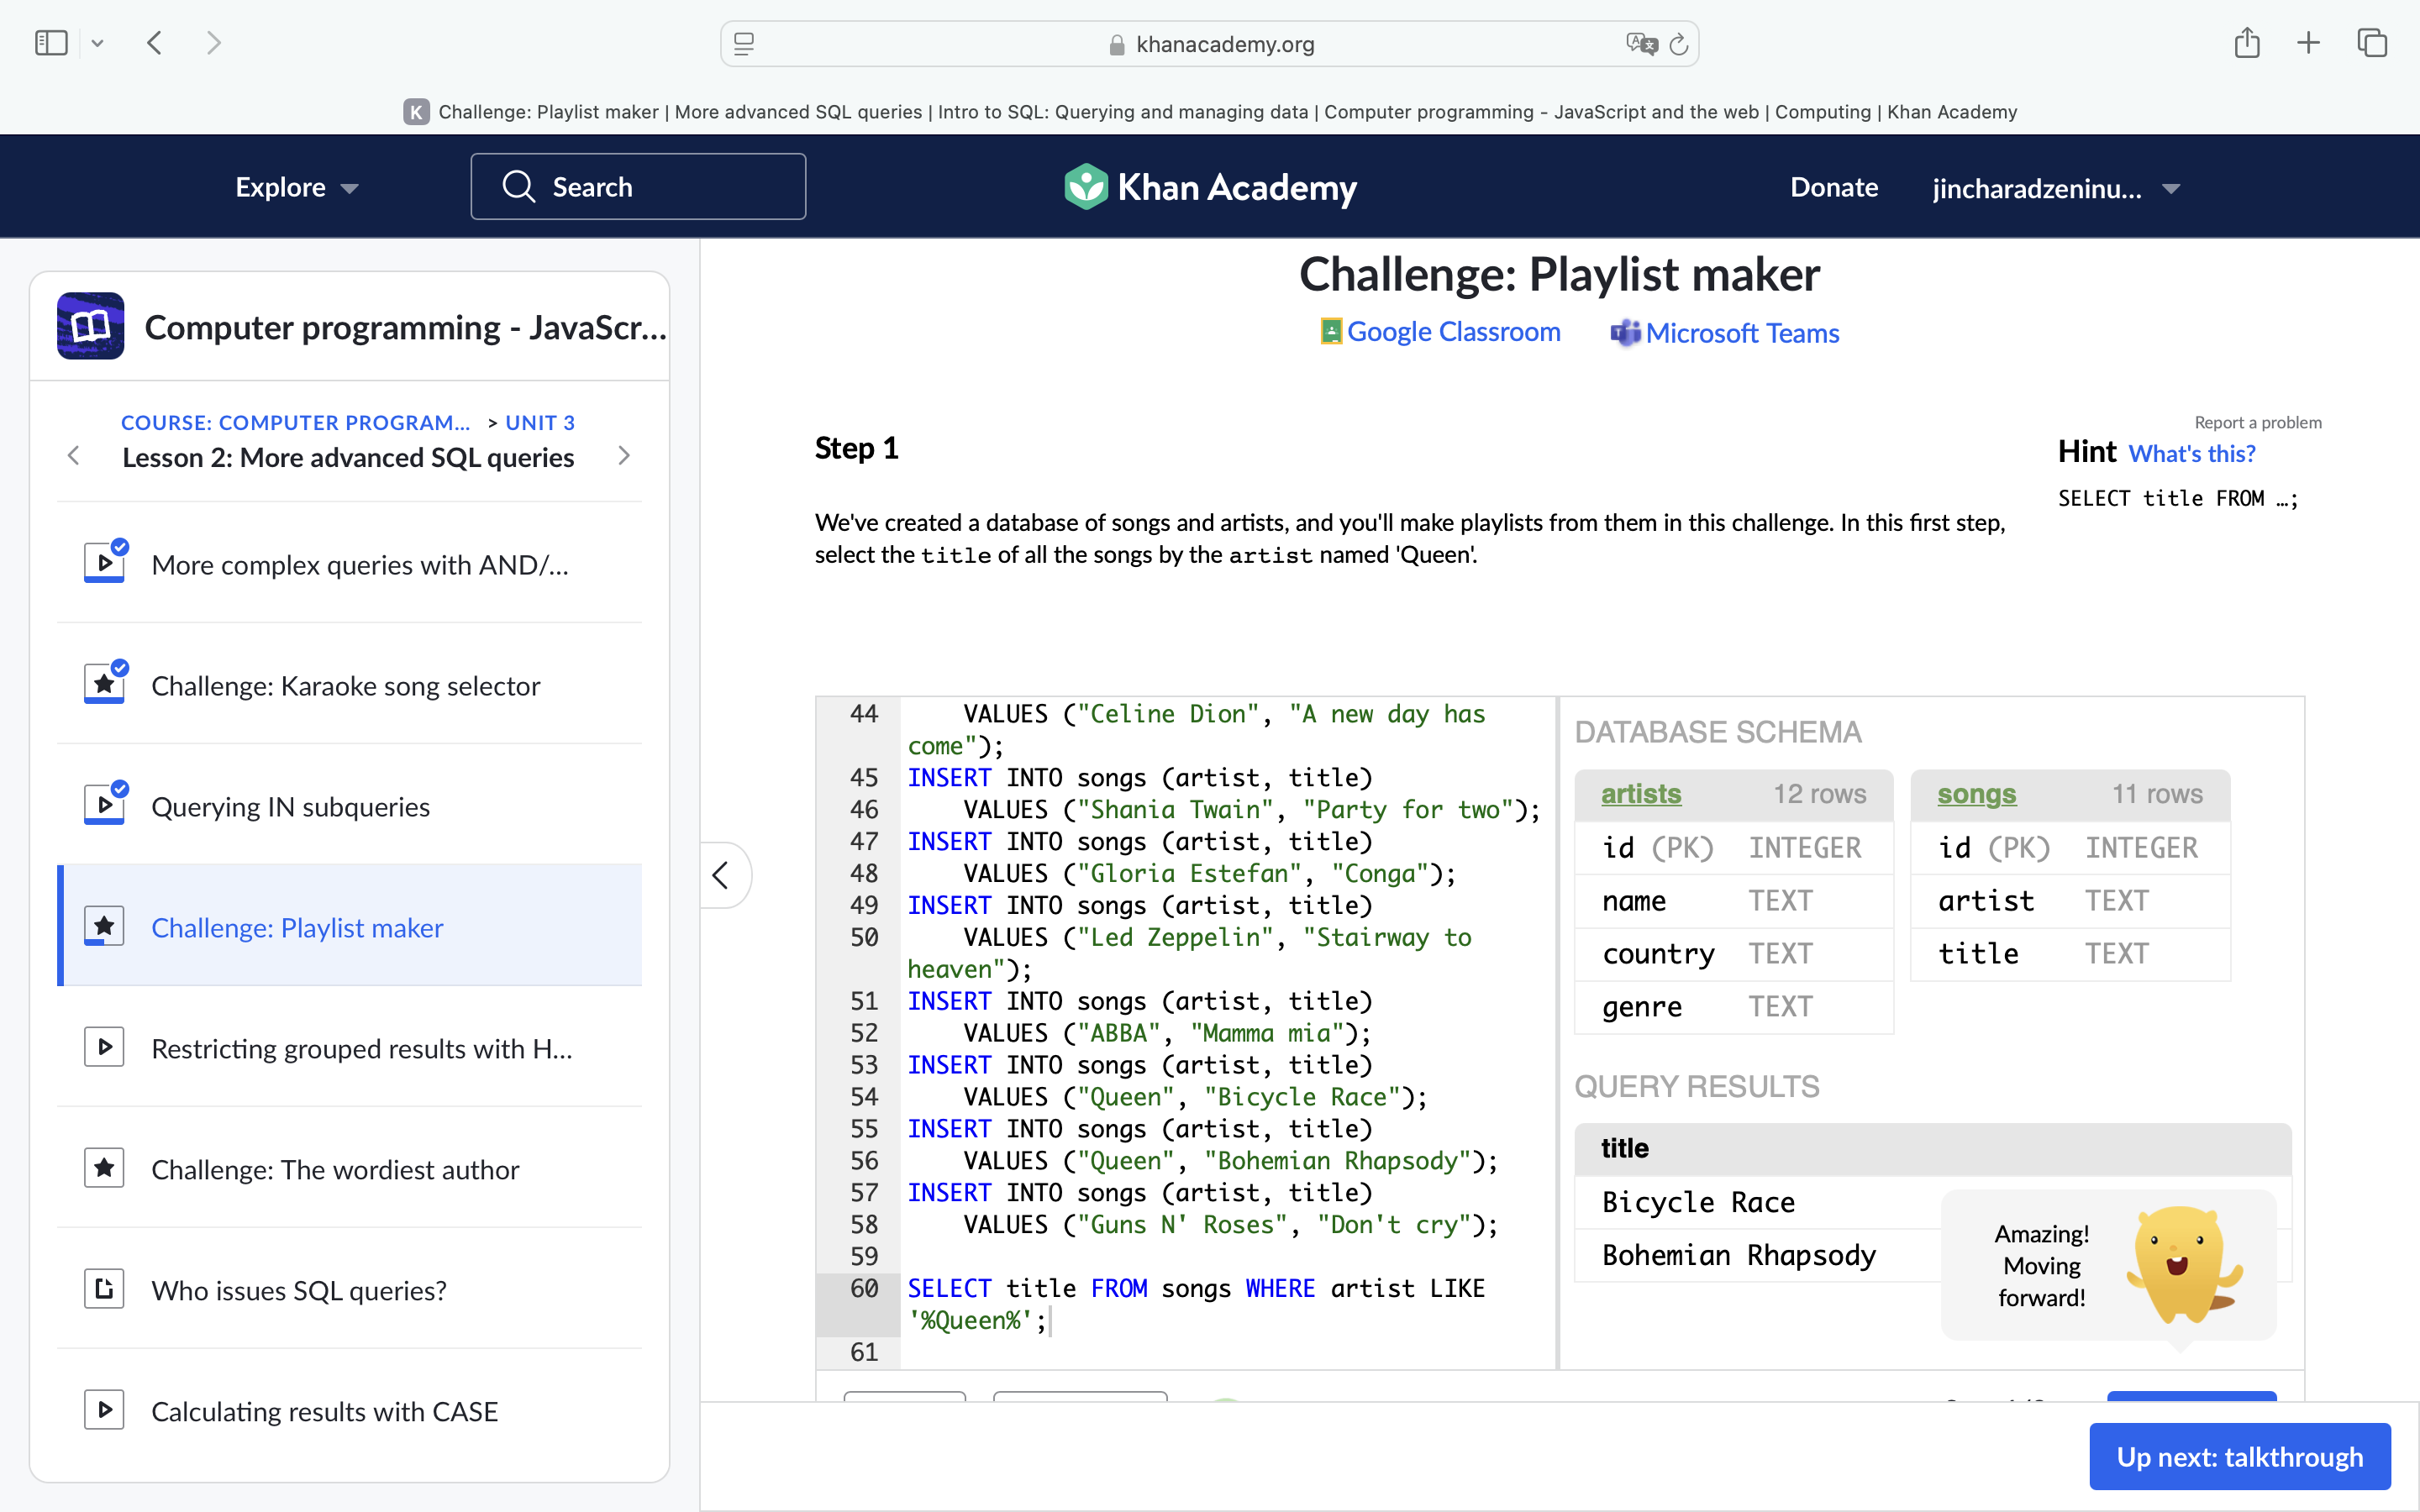 khanacademy.org
K Challenge: Playlist maker | More advanced SQL queries | Intro to SQL: Querying and managing data | Computer programming - JavaScript and the web | Computing | Khan Academy
Explore
Search
Khan Academy
Donate
jincharadzeninu...
Computer programming - JavaScr...
COURSE: COMPUTER PROGRAM... > UNIT 3
Lesson 2: More advanced SQL queries
More complex queries with AND/...
Challenge: Karaoke song selector
Querying IN subqueries
Challenge: Playlist maker
Restricting grouped results with H...
Challenge: The wordiest author
Who issues SQL queries?
Calculating results with CASE
Challenge: Playlist maker
Google Classroom
Microsoft Teams
Report a problem
Step 1
Hint What's this?
SELECT title FROM …;
We've created a database of songs and artists, and you'll make playlists from them in this challenge. In this first step,
select the title of all the songs by the artist named 'Queen'.
44 VALUES ("Celine Dion", "A new day has
come");
45 INSERT INTO songs (artist, title)
46 VALUES ("Shania Twain", "Party for two");
47 INSERT INTO songs (artist, title)
48 VALUES ("Gloria Estefan", "Conga");
49 INSERT INTO songs (artist, title)
50 VALUES ("Led Zeppelin", "Stairway to
heaven");
51 INSERT INTO songs (artist, title)
52 VALUES ("ABBA", "Mamma mia");
53 INSERT INTO songs (artist, title)
54 VALUES ("Queen", "Bicycle Race");
55 INSERT INTO songs (artist, title)
56 VALUES ("Queen", "Bohemian Rhapsody");
57 INSERT INTO songs (artist, title)
58 VALUES ("Guns N' Roses", "Don't cry");
59
60 SELECT title FROM songs WHERE artist LIKE
'%Queen%';
61
DATABASE SCHEMA
artists 12 rows
id (PK) INTEGER
name TEXT
country TEXT
genre TEXT
songs 11 rows
id (PK) INTEGER
artist TEXT
title TEXT
QUERY RESULTS
title
Bicycle Race
Bohemian Rhapsody
Amazing!
Moving
forward!
Up next: talkthrough